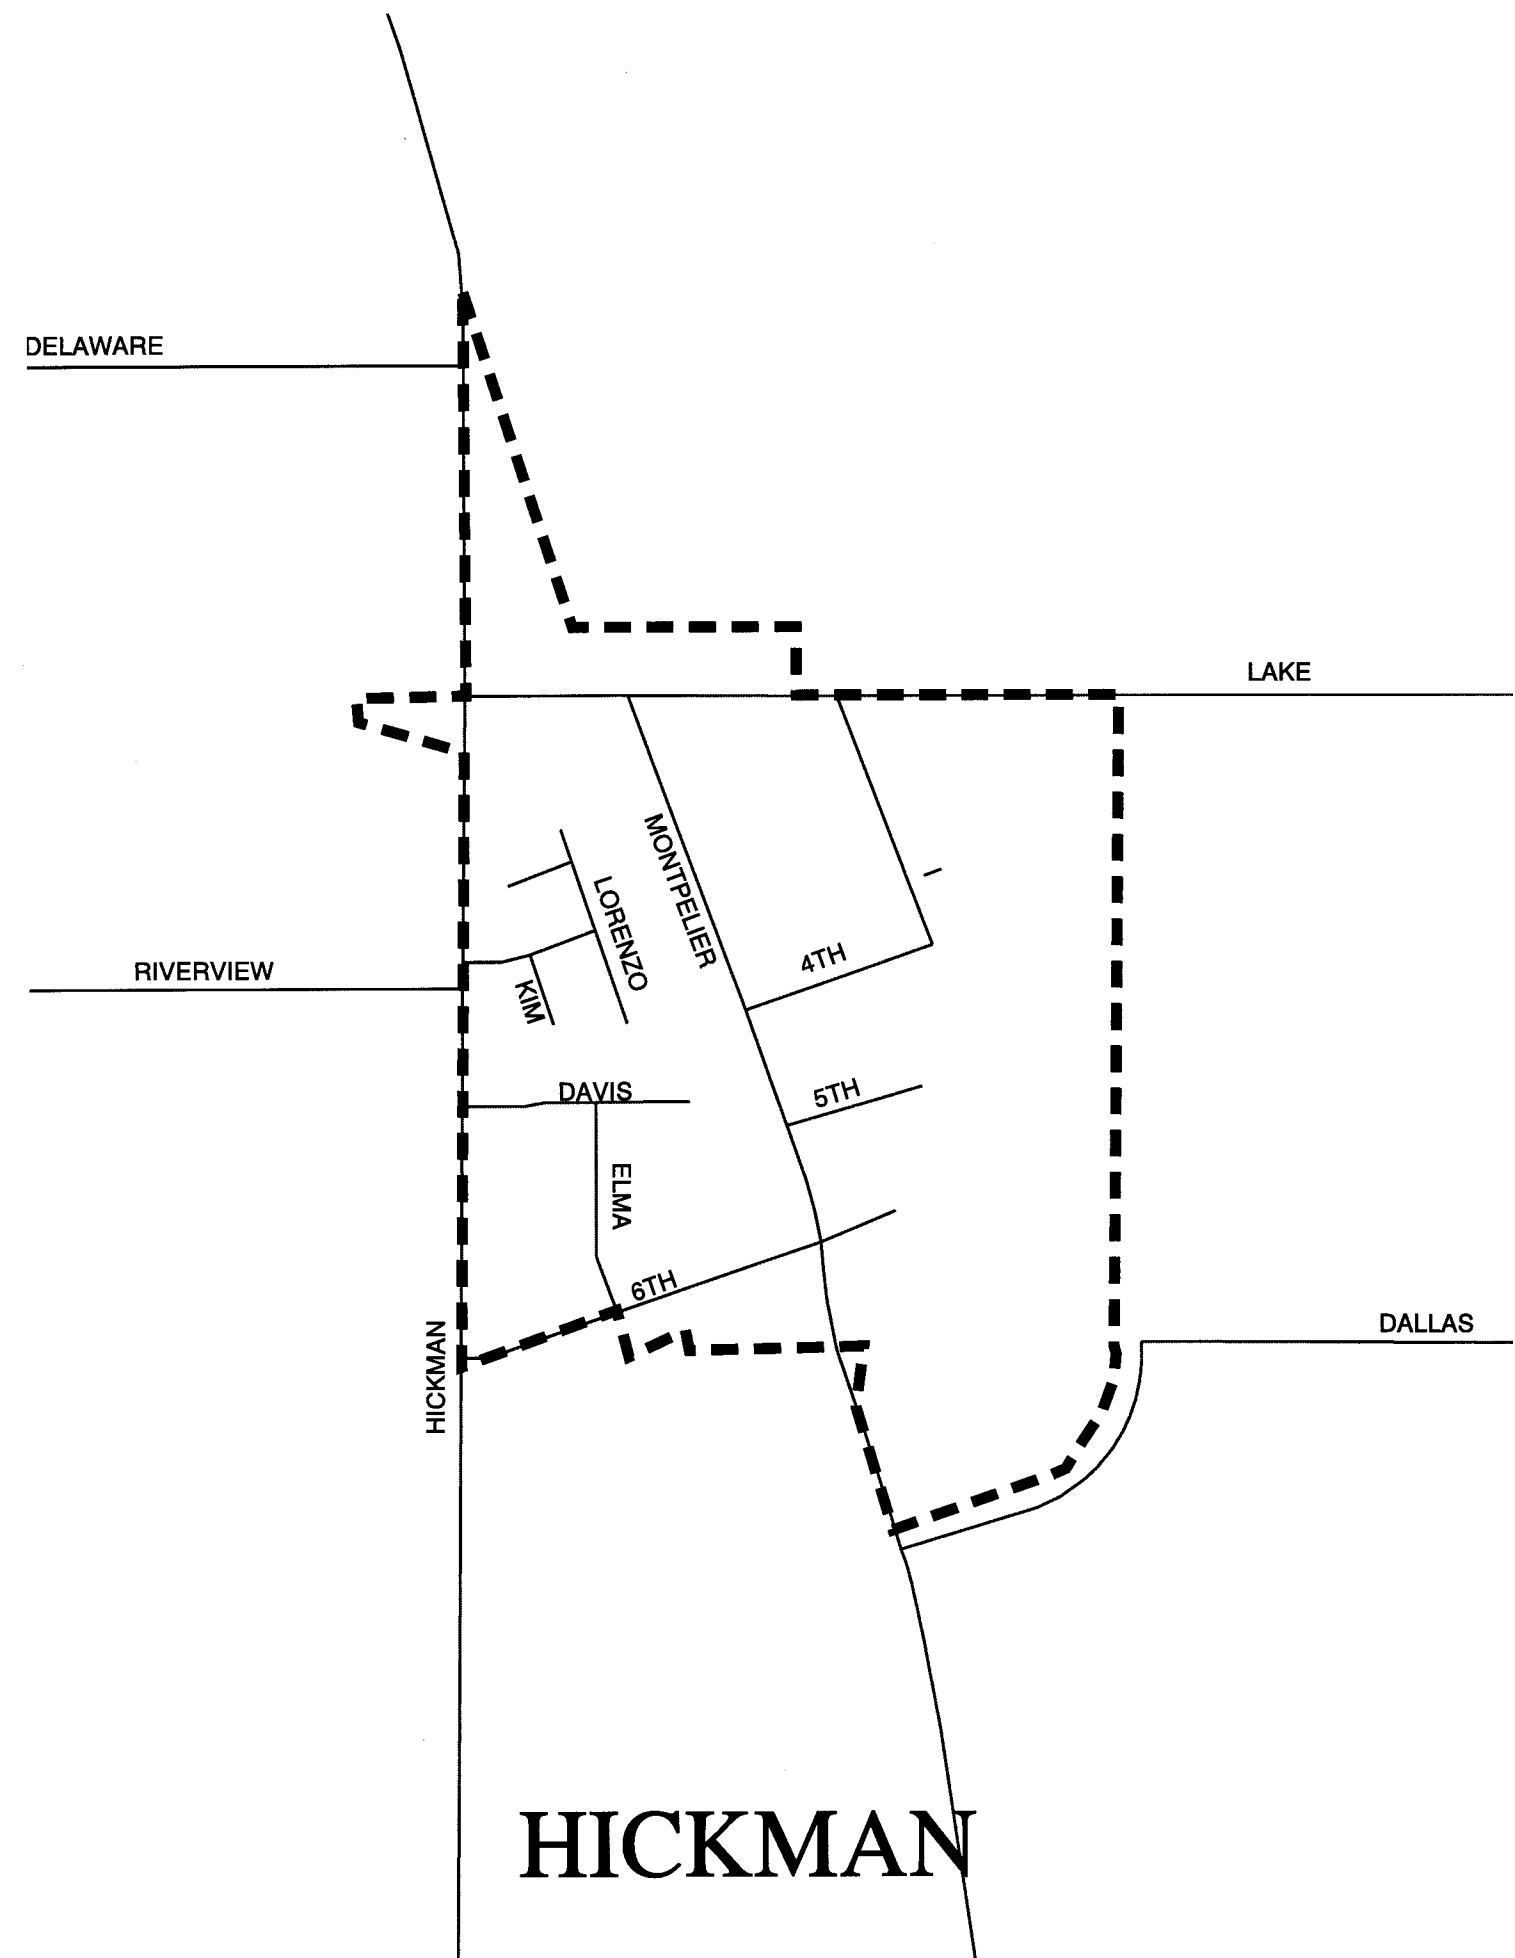 DELAWARE
LAKE
MONTPELIER
LORENZO
4TH
RIVERVIEW
KIM
DAVIS
5TH
ELMA
6TH
HICKMAN
DALLAS
HICKMAN